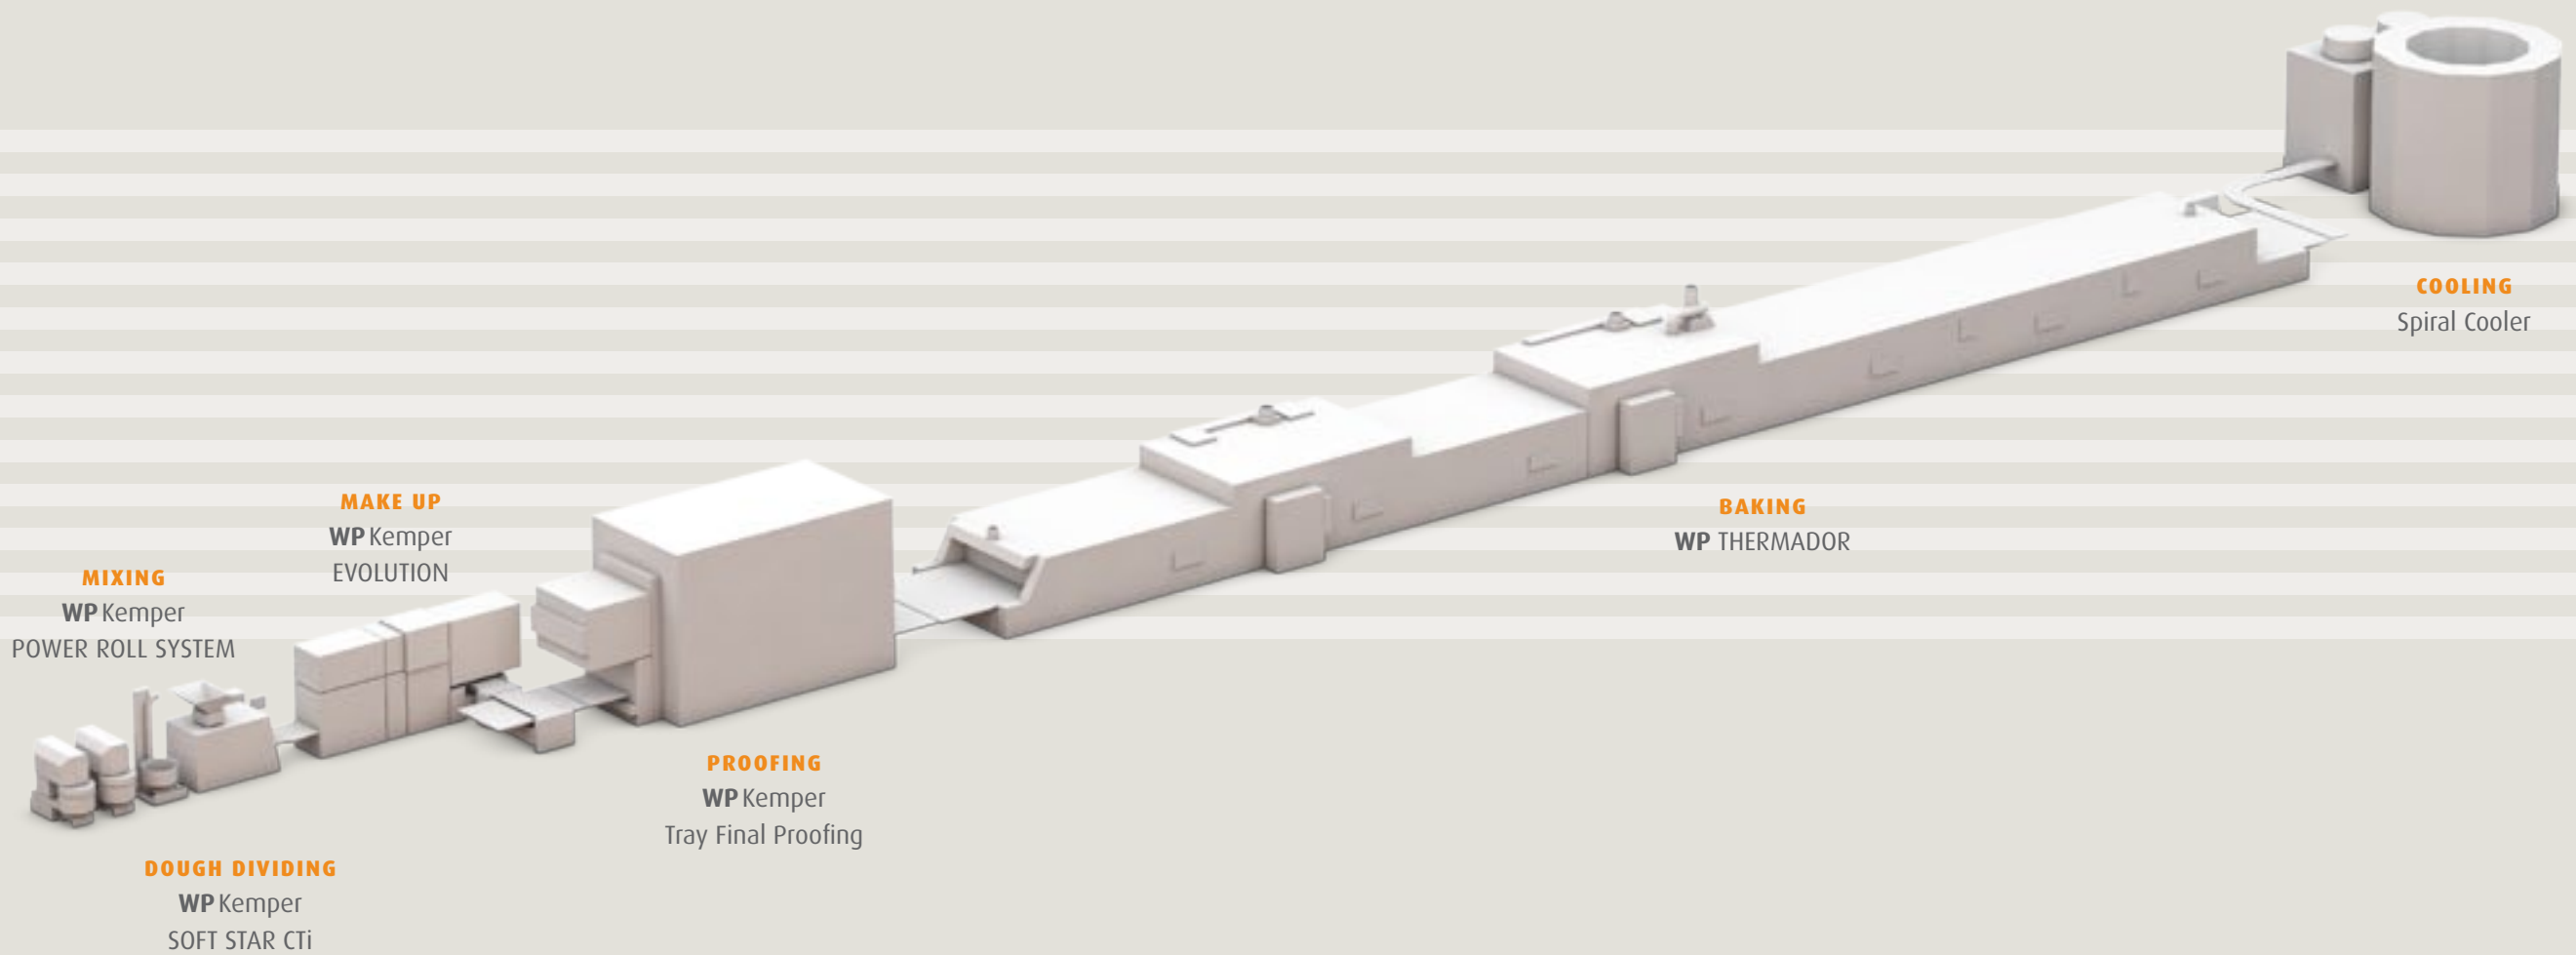 MIXING
WP Kemper
POWER ROLL SYSTEM
DOUGH DIVIDING
WP Kemper
SOFT STAR CTi
MAKE UP
WP Kemper
EVOLUTION
PROOFING
WP Kemper
Tray Final Proofing
BAKING
WP THERMADOR
COOLING
Spiral Cooler